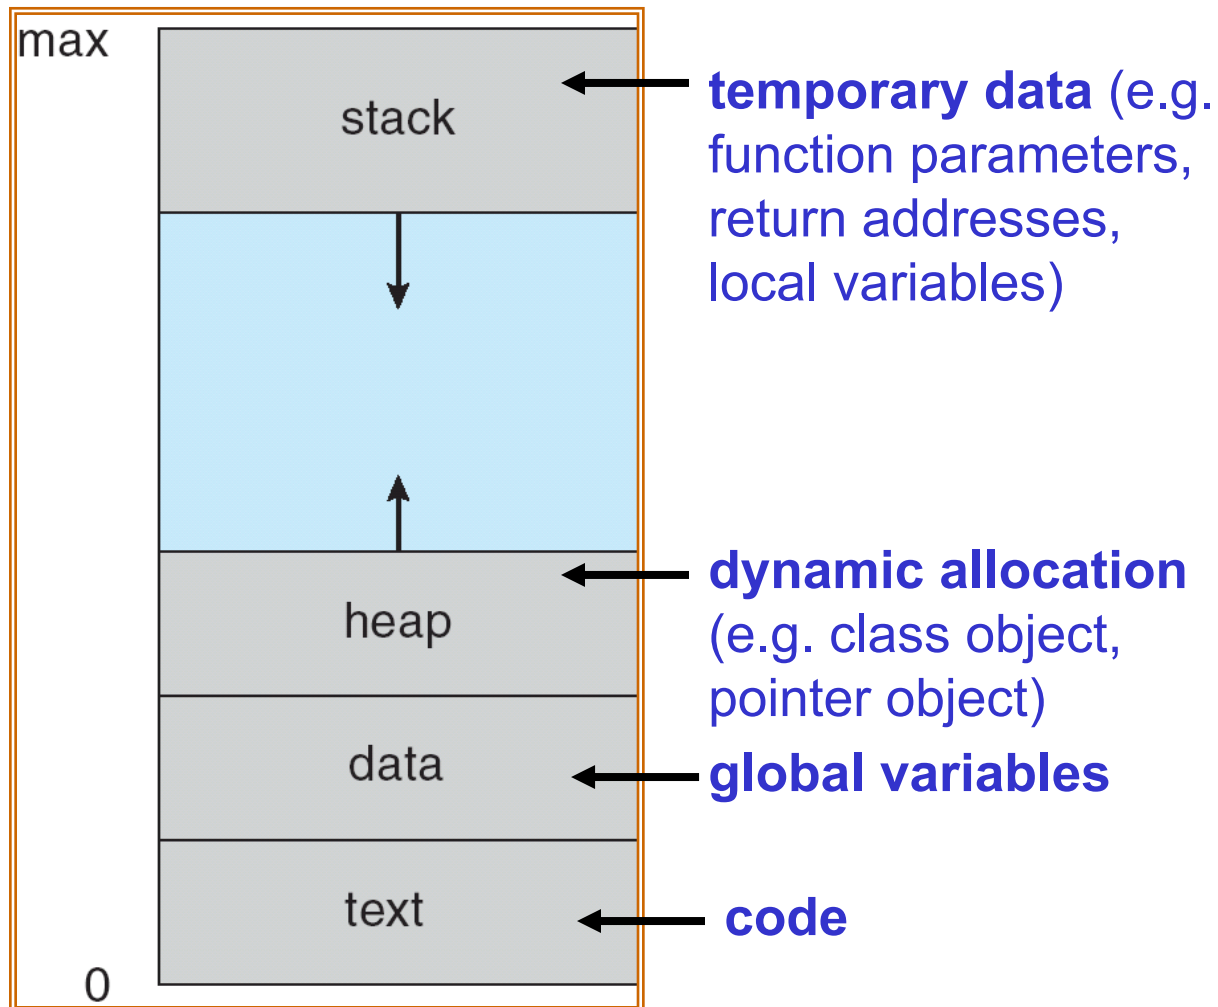 max
stack
temporary data (e.g.
function parameters,
return addresses,
local variables)
heap
dynamic allocation
(e.g. class object,
pointer object)
data
global variables
text
code
0